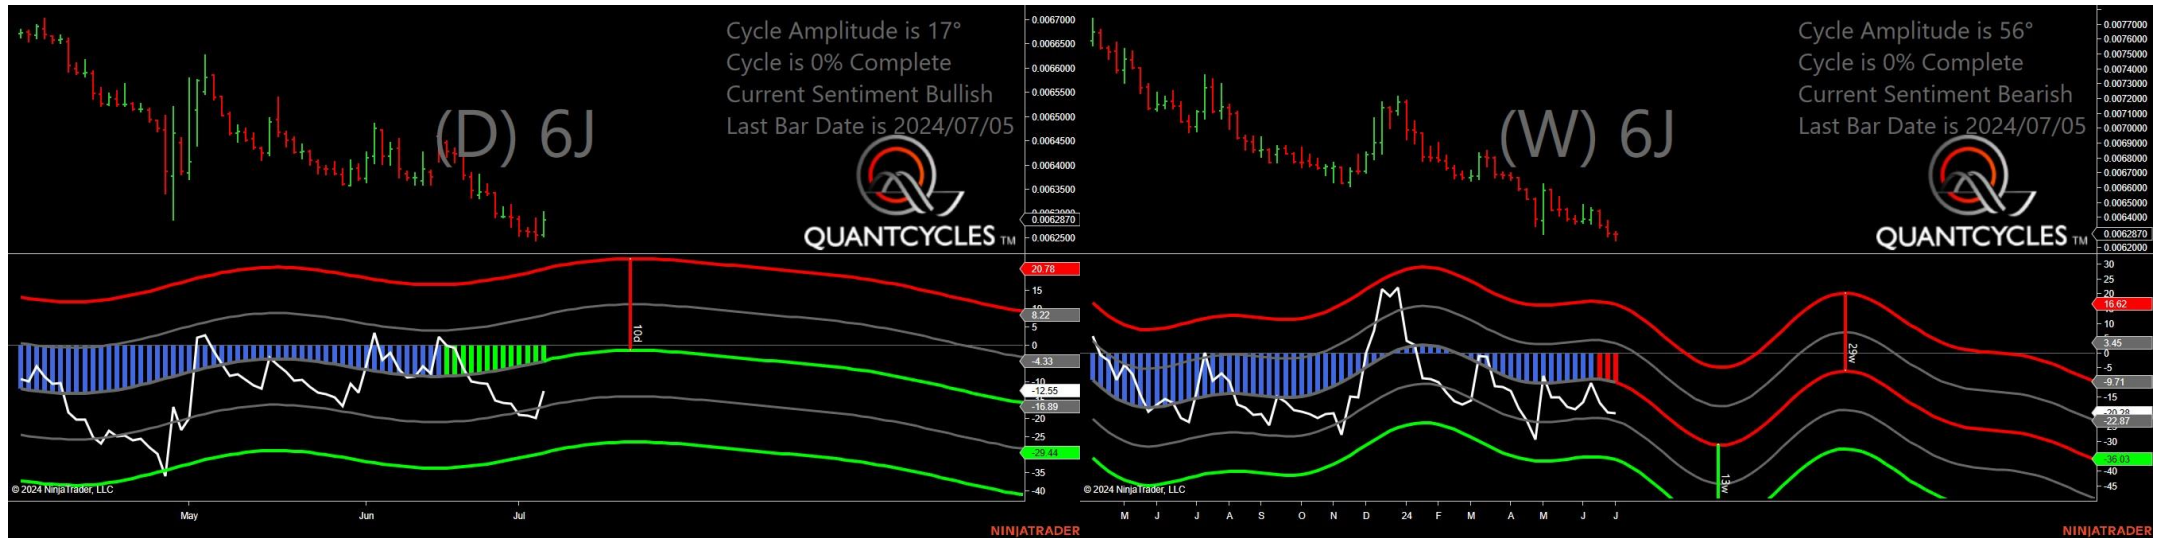 Cycle Amplitude is 17°
Cycle is 0% Complete
Current Sentiment Bullish
Last Bar Date is 2024/07/05
(D) 6J
QUANTCYCLES TM
0.0067000
0.0066500
0.0066000
0.0065500
0.0065000
0.0064500
0.0064000
0.0063500
0.0062870
0.0062500
20.78
15
8.22
5
0
-4.33
-10
-12.55
-16.89
-20
-25
-29.44
-35
-40
10d
© 2024 NinjaTrader, LLC
May
Jun
Jul
NINJATRADER
Cycle Amplitude is 56°
Cycle is 0% Complete
Current Sentiment Bearish
Last Bar Date is 2024/07/05
(W) 6J
QUANTCYCLES TM
0.0077000
0.0076000
0.0075000
0.0074000
0.0073000
0.0072000
0.0071000
0.0070000
0.0069000
0.0068000
0.0067000
0.0066000
0.0065000
0.0064000
0.0062870
0.0062000
30
25
20
16.62
10
3.45
0
-5
-9.71
-15
-20.28
-22.87
-30
-36.03
-40
-45
29w
13w
© 2024 NinjaTrader, LLC
M J J A S O N D 24 F M A M J J
NINJATRADER